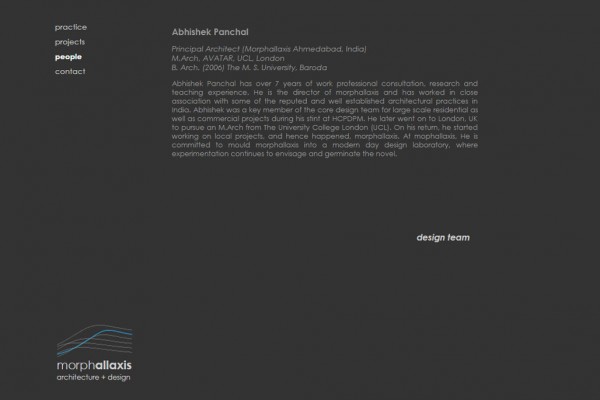 practice
projects
people
contact
Abhishek Panchal
Principal Architect (Morphallaxis Ahmedabad, India)
M.Arch, AVATAR, UCL, London
B. Arch. (2006) The M. S. University, Baroda
Abhishek Panchal has over 7 years of work professional consultation, research and
teaching experience. He is the director of morphallaxis and has worked in close
association with some of the reputed and well established architectural practices in
India. Abhishek was a key member of the core design team for large scale residential as
well as commercial projects during his stint at HCPDPM. He later went on to London, UK
to pursue an M.Arch from The University College London (UCL). On his return, he started
working on local projects, and hence happened, morphallaxis. At mophallaxis, He is
committed to mould morphallaxis into a modern day design laboratory, where
experimentation continues to envisage and germinate the novel.
design team
morphallaxis
architecture + design